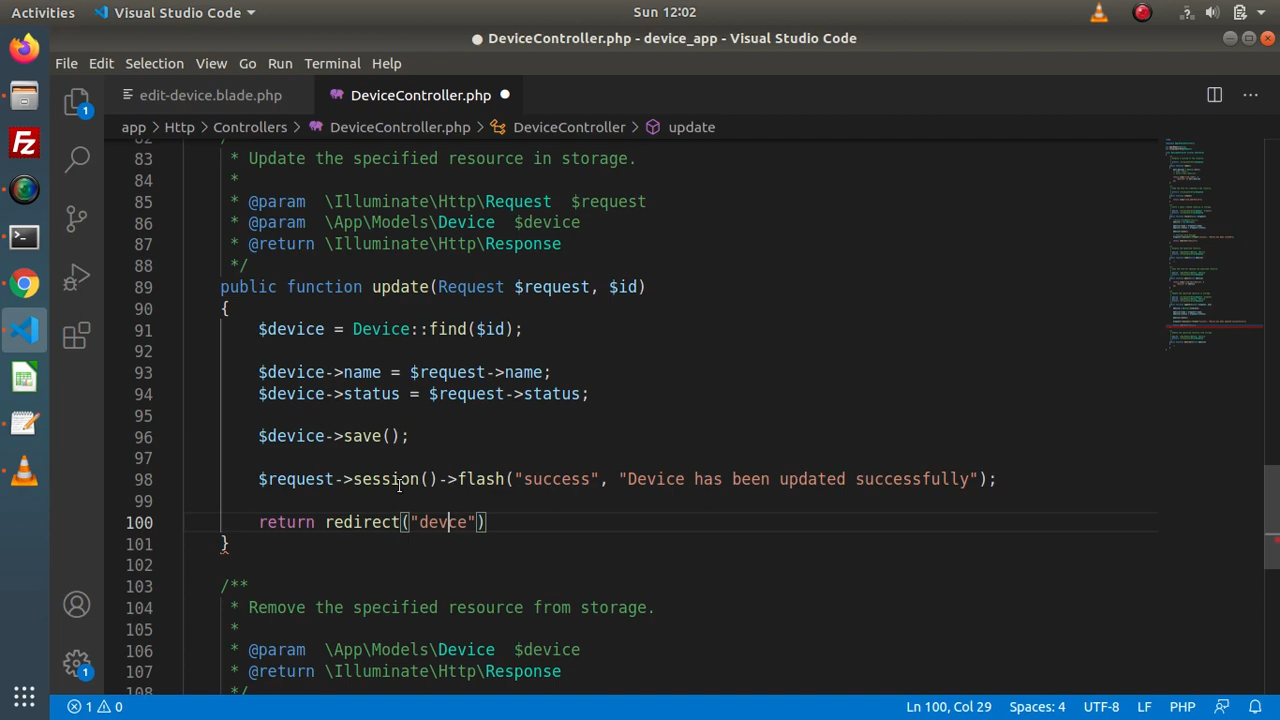 Activities Visual Studio Code Sun 12:02
DeviceController.php - device_app - Visual Studio Code
File Edit Selection View Go Run Terminal Help
edit-device.blade.php DeviceController.php
app > Http > Controllers > DeviceController.php > DeviceController > update
83 * Update the specified resource in storage.
84 *
85 * @param \Illuminate\Http\Request $request
86 * @param \App\Models\Device $device
87 * @return \Illuminate\Http\Response
88 */
89 public function update(Request $request, $id)
90 {
91 $device = Device::find($id);
92
93 $device->name = $request->name;
94 $device->status = $request->status;
95
96 $device->save();
97
98 $request->session()->flash("success", "Device has been updated successfully");
99
100 return redirect("devce")
101 }
102
103 /**
104 * Remove the specified resource from storage.
105 *
106 * @param \App\Models\Device $device
107 * @return \Illuminate\Http\Response
108 */
1 0 Ln 100, Col 29 Spaces: 4 UTF-8 LF PHP